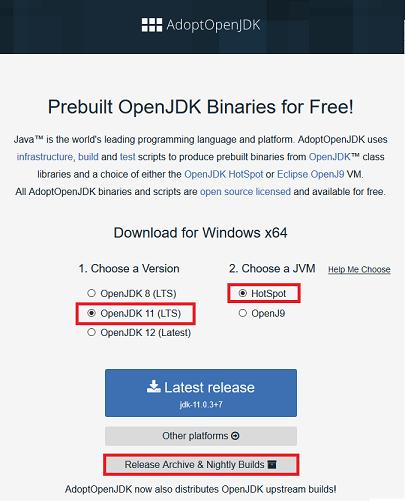 AdoptOpenJDK
Prebuilt OpenJDK Binaries for Free!
Java™ is the world's leading programming language and platform. AdoptOpenJDK uses
infrastructure, build and test scripts to produce prebuilt binaries from OpenJDK™ class
libraries and a choice of either the OpenJDK HotSpot or Eclipse OpenJ9 VM.
All AdoptOpenJDK binaries and scripts are open source licensed and available for free.
Download for Windows x64
1. Choose a Version
OpenJDK 8 (LTS)
OpenJDK 11 (LTS)
OpenJDK 12 (Latest)
2. Choose a JVM
Help Me Choose
HotSpot
OpenJ9
Latest release
jdk-11.0.3+7
Other platforms
Release Archive & Nightly Builds
AdoptOpenJDK now also distributes OpenJDK upstream builds!